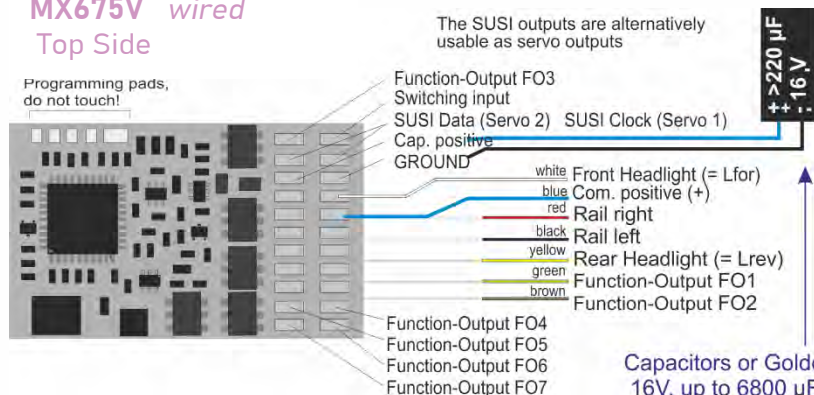 MX675V wired
Top Side
Programming pads,
do not touch!
The SUSI outputs are alternatively
usable as servo outputs
Function-Output FO3
Switching input
SUSI Data (Servo 2) SUSI Clock (Servo 1)
Cap. positive
GROUND
white Front Headlight (= Lfor)
blue Com. positive (+)
red Rail right
black Rail left
yellow Rear Headlight (= Lrev)
green Function-Output FO1
brown Function-Output FO2
Function-Output FO4
Function-Output FO5
Function-Output FO6
Function-Output FO7
++ >220 µF
- 16 V
Capacitors or Golde
16V, up to 6800 uF